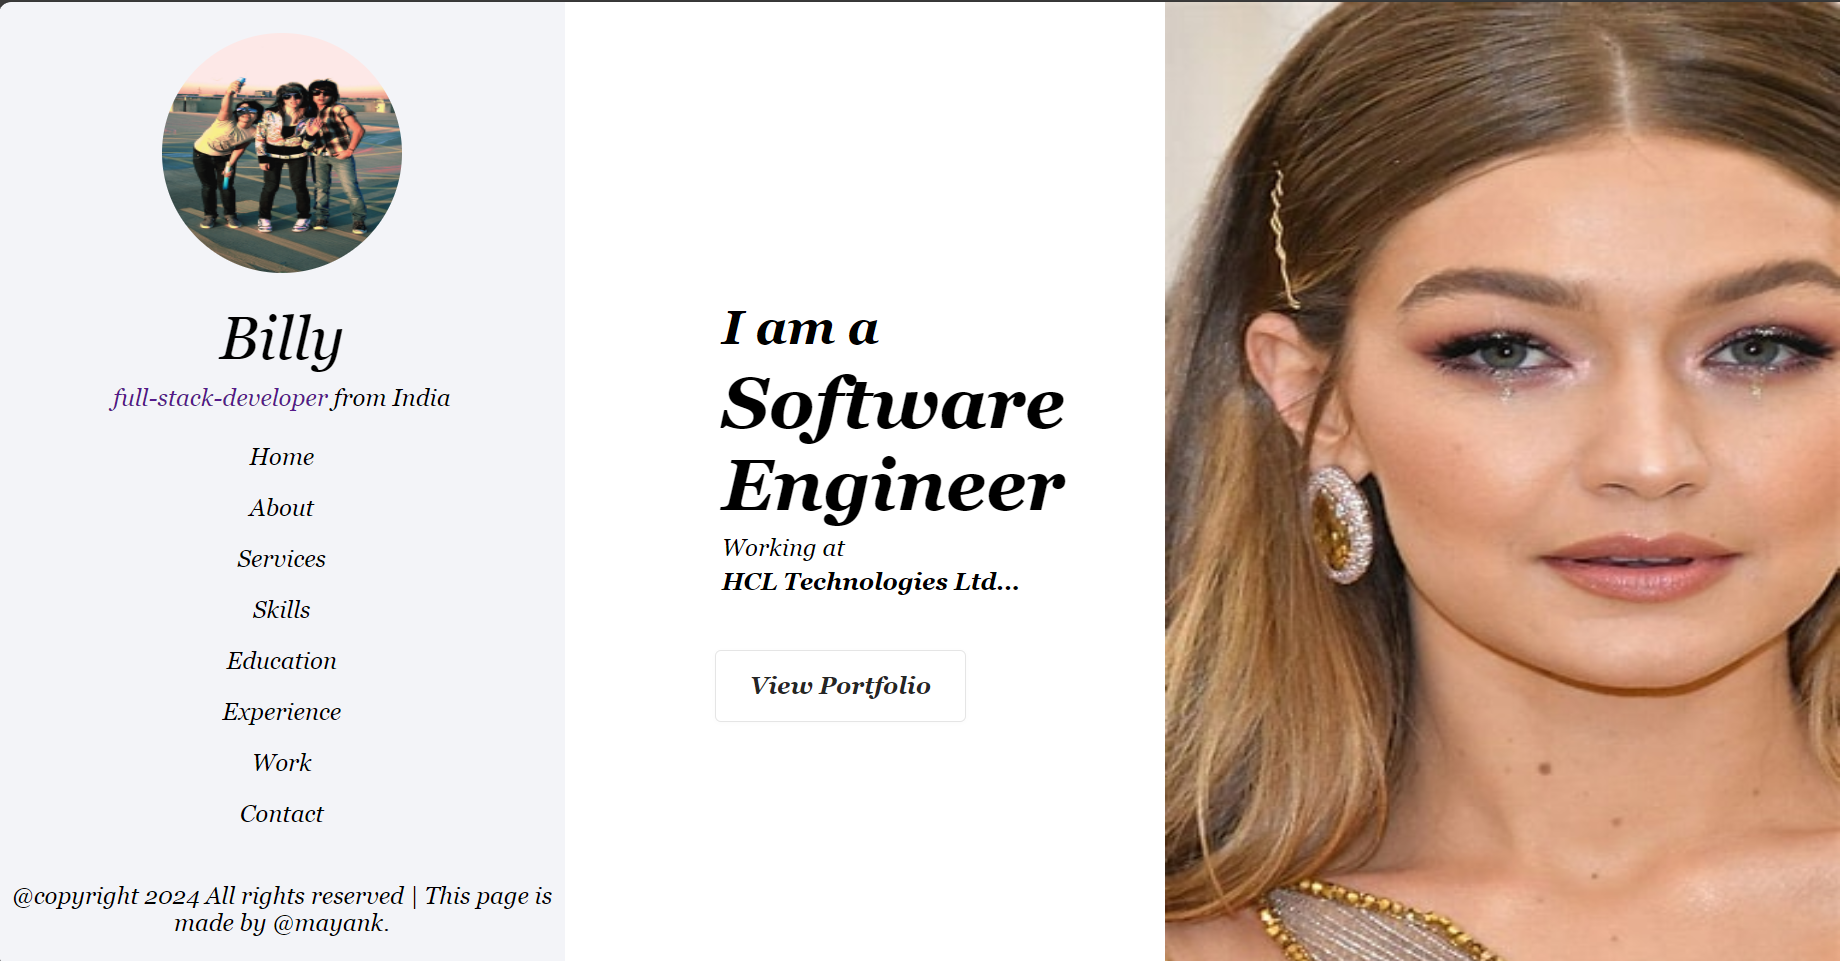 Billy
full-stack-developer from India
Home
About
Services
Skills
Education
Experience
Work
Contact
@copyright 2024 All rights reserved | This page is
made by @mayank.
I am a
Software
Engineer
Working at
HCL Technologies Ltd...
View Portfolio